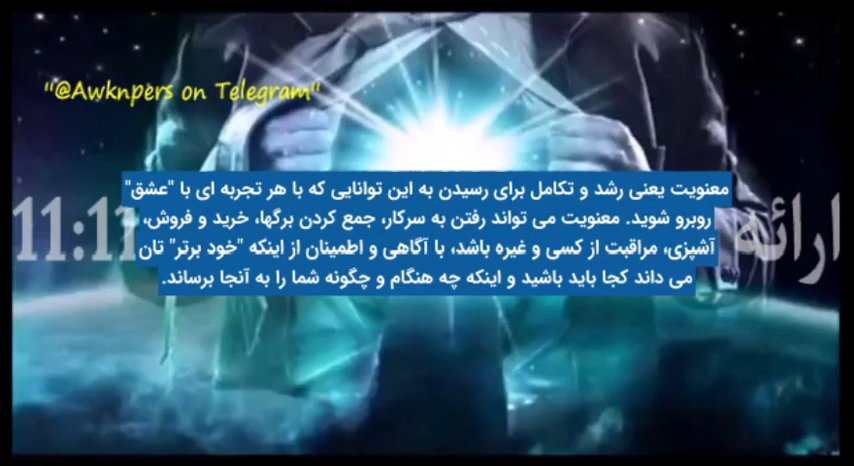 "@Awknpers on Telegram"
معنویت یعنی رشد و تکامل برای رسیدن به این توانایی که با هر تجربه ای با "عشق"
روبرو شوید. معنویت می تواند رفتن به سرکار، جمع کردن برگها، خرید و فروش،
آشپزی، مراقبت از کسی و غیره باشد، با آگاهی و اطمینان از اینکه "خود برتر" تان
می داند کجا باید باشید و اینکه چه هنگام و چگونه شما را به آنجا برساند.
ارائه
11:11